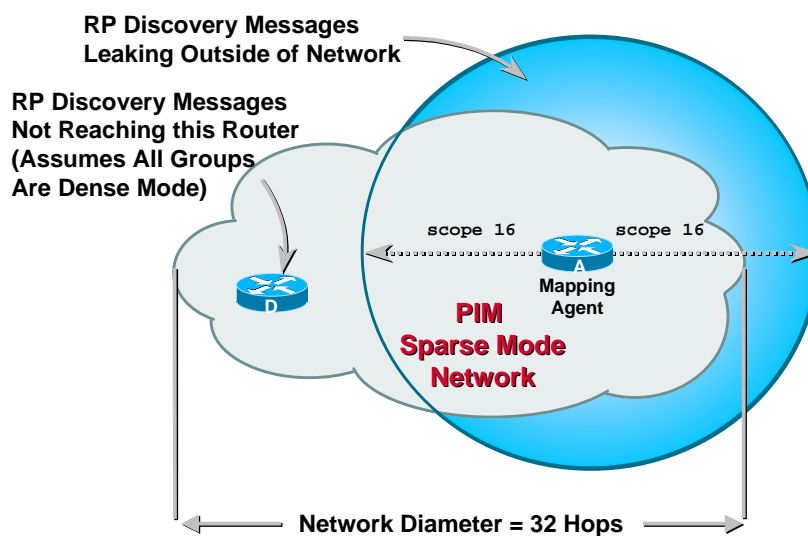 RP Discovery Messages
Leaking Outside of Network
RP Discovery Messages
Not Reaching this Router
(Assumes All Groups
Are Dense Mode)
scope 16
scope 16
A
Mapping
Agent
D
PIM
Sparse Mode
Network
Network Diameter = 32 Hops